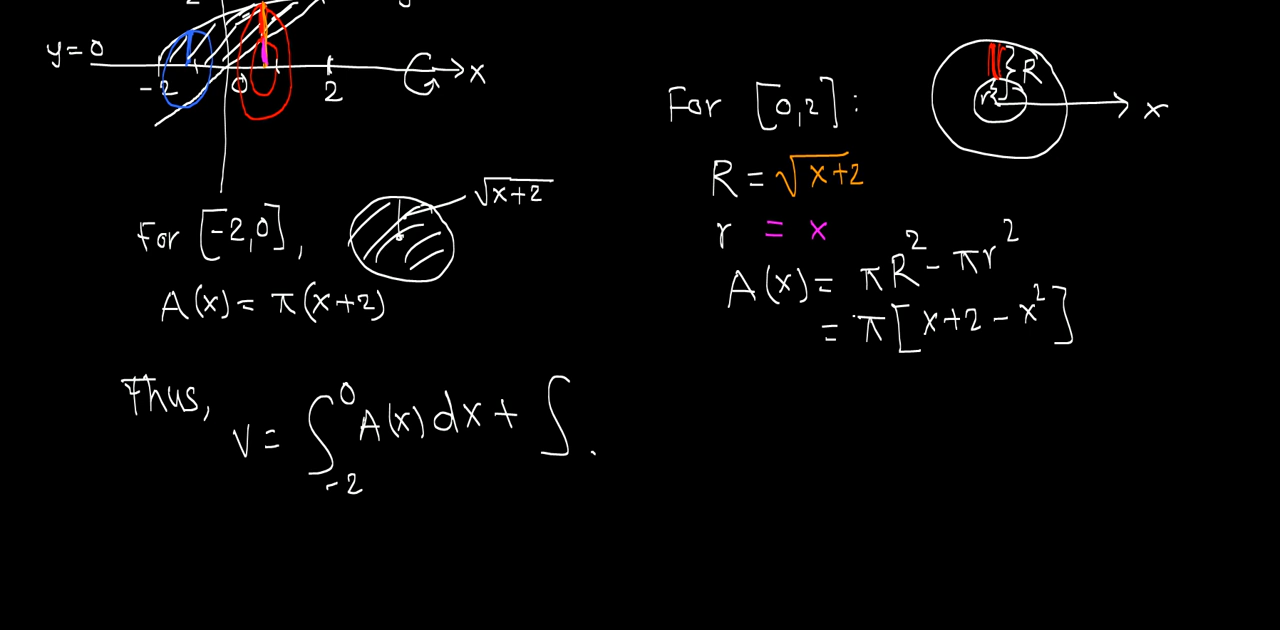 y=0
-2 0 2 x
For [-2,0],
√x+2
A(x) = π(x+2)
For [0,2]:
R = √x+2
r = x
A(x) = πR² - πr²
= π[x+2-x²]
R
r
x
Thus,
V = ∫₋₂⁰ A(x) dx + ∫